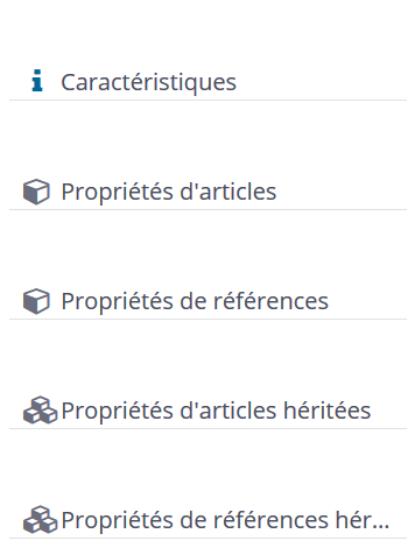 Caractéristiques
Propriétés d'articles
Propriétés de références
Propriétés d'articles héritées
Propriétés de références hér...